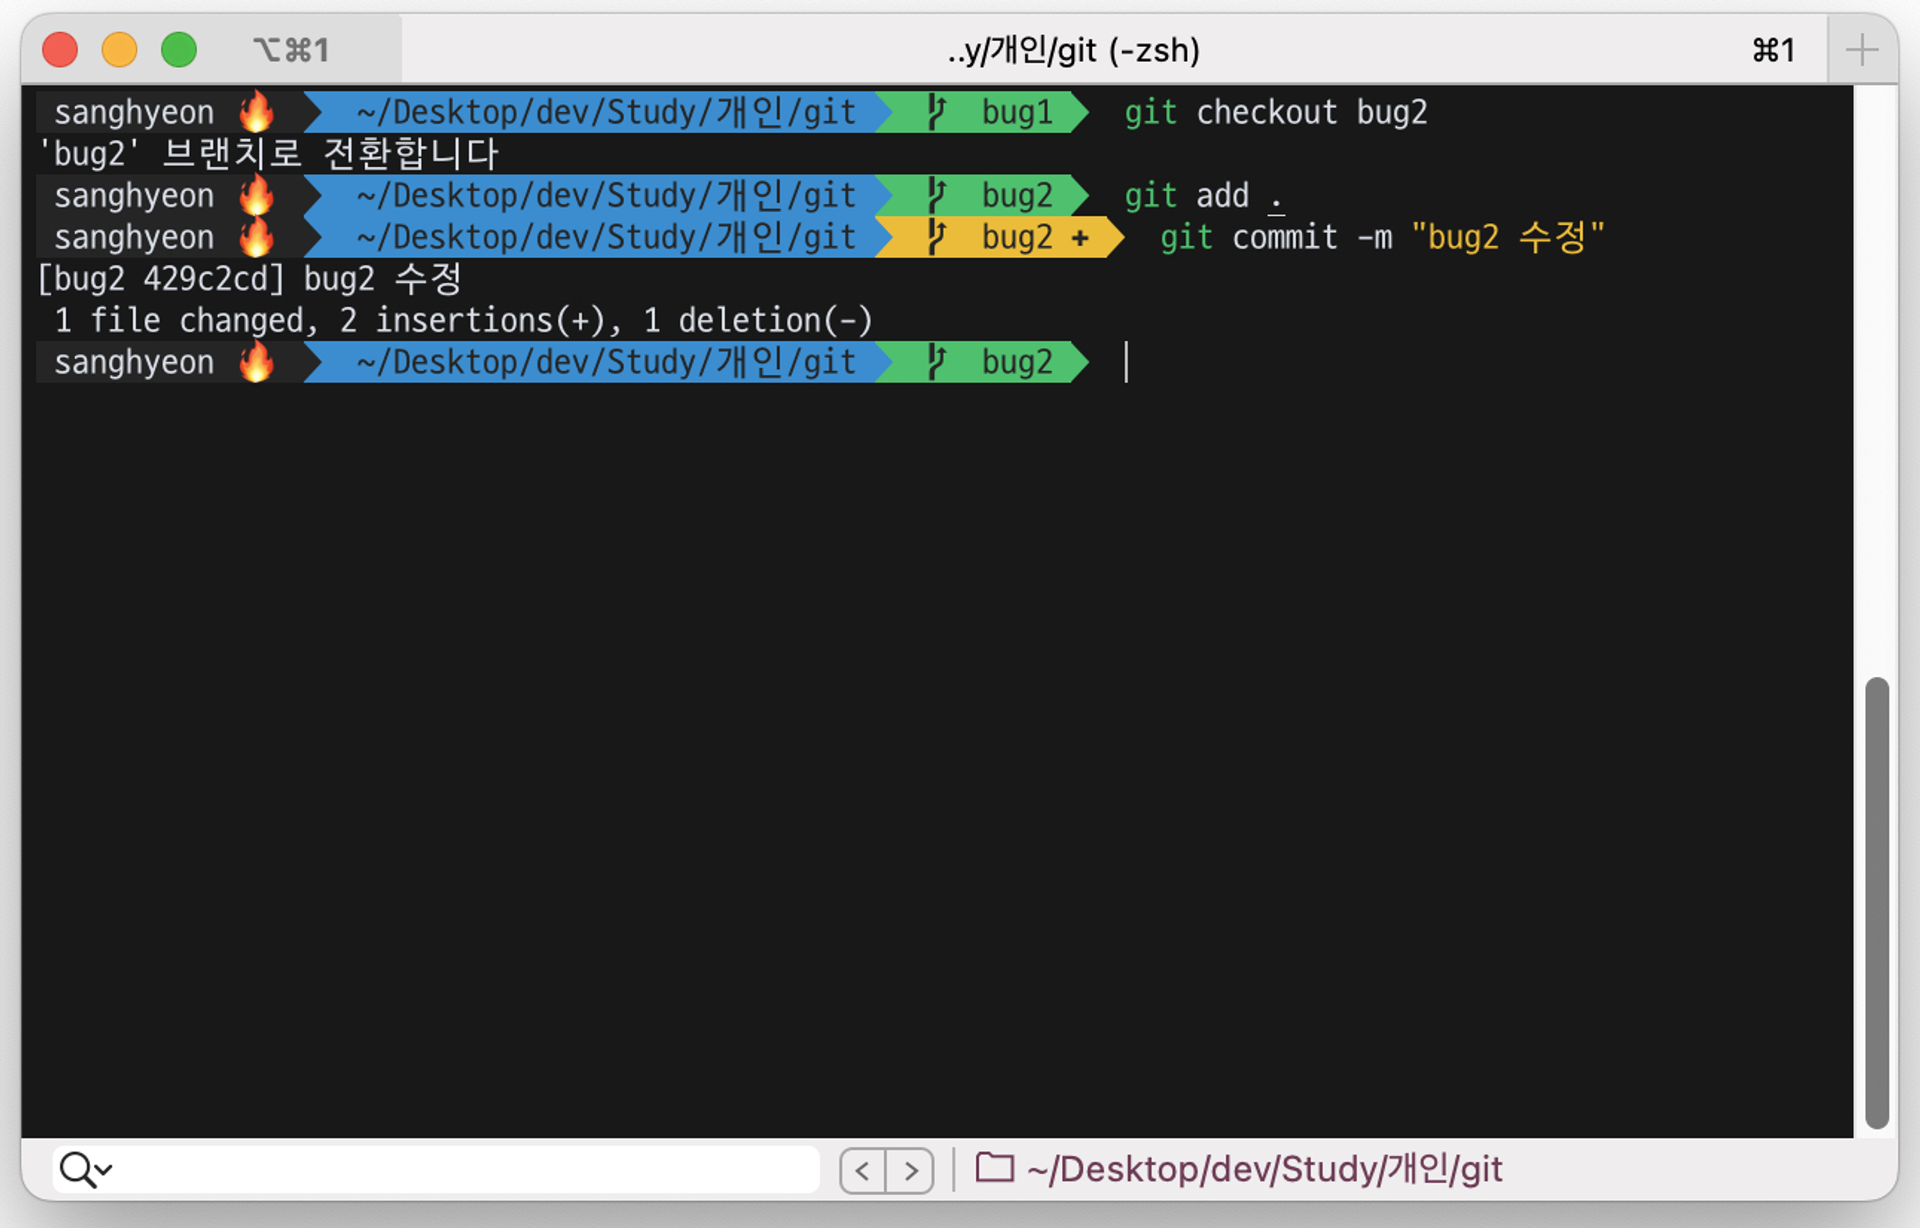 ⌥⌘1 ..y/개인/git (-zsh) ⌘1
sanghyeon 🔥 ~/Desktop/dev/Study/개인/git bug1 git checkout bug2
'bug2' 브랜치로 전환합니다
sanghyeon 🔥 ~/Desktop/dev/Study/개인/git bug2 git add .
sanghyeon 🔥 ~/Desktop/dev/Study/개인/git bug2 + git commit -m "bug2 수정"
[bug2 429c2cd] bug2 수정
1 file changed, 2 insertions(+), 1 deletion(-)
sanghyeon 🔥 ~/Desktop/dev/Study/개인/git bug2
~/Desktop/dev/Study/개인/git